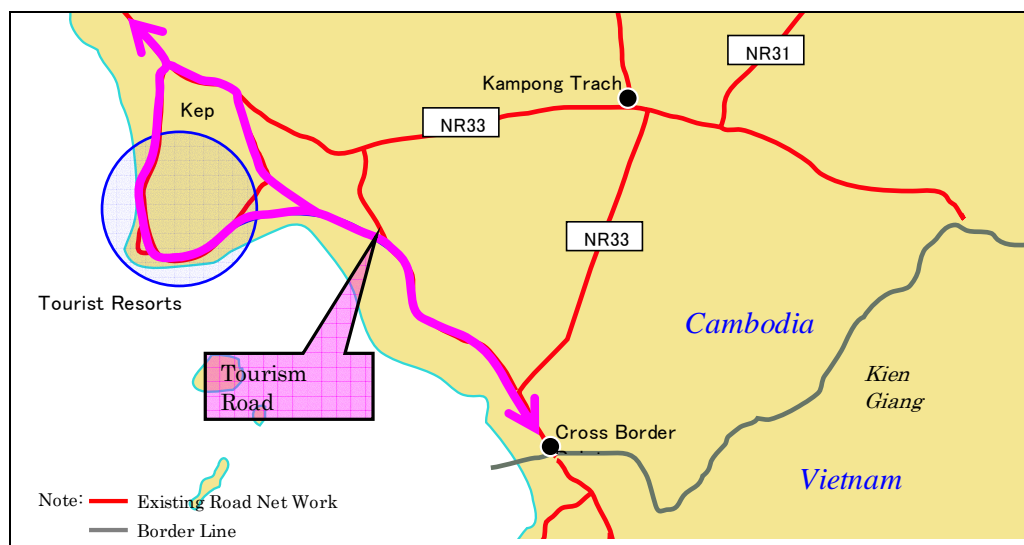 NR31
Kampong Trach
Kep
NR33
NR33
Tourist Resorts
Cambodia
Tourism
Road
Kien
Giang
Cross Border
Vietnam
Note:
Existing Road Net Work
Border Line